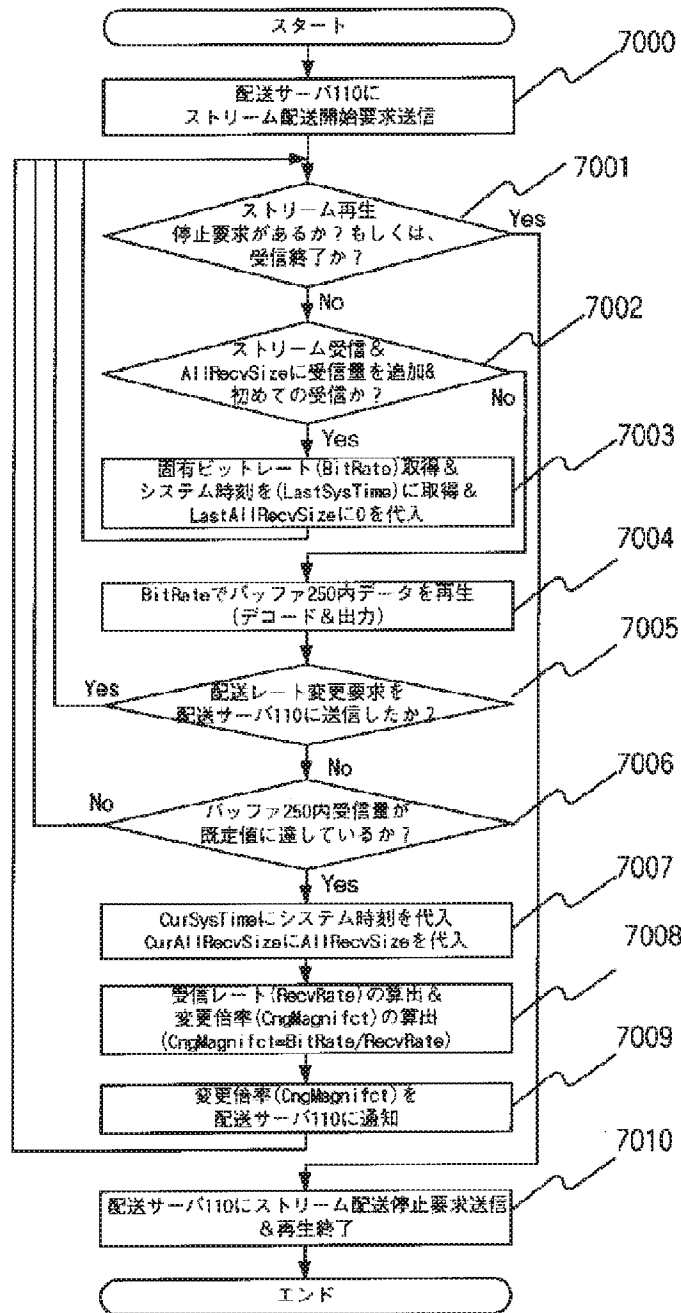 スタート
7000
配送サーバ110に
ストリーム配送開始要求送信
7001
ストリーム再生
停止要求があるか？もしくは、
受信終了か？
Yes
No
7002
ストリーム受信＆
AllRecvSizeに受信量を追加&
初めての受信か？
No
Yes
7003
固有ビットレート(BitRate)取得＆
システム時刻を(LastSysTime)に取得＆
LastAllRecvSizeに0を代入
7004
BitRateでバッファ250内データを再生
(デコード＆出力)
7005
配送レート変更要求を
配送サーバ110に送信したか？
Yes
No
7006
バッファ250内受信量が
既定値に達しているか？
No
Yes
7007
CurSysTimeにシステム時刻を代入
CurAllRecvSizeにAllRecvSizeを代入
7008
受信レート(RecvRate)の算出＆
変更倍率(CngMagnifct)の算出
(CngMagnifct=BitRate/RecvRate)
7009
変更倍率(CngMagnifct)を
配送サーバ110に通知
7010
配送サーバ110にストリーム配送停止要求送信
＆再生終了
エンド